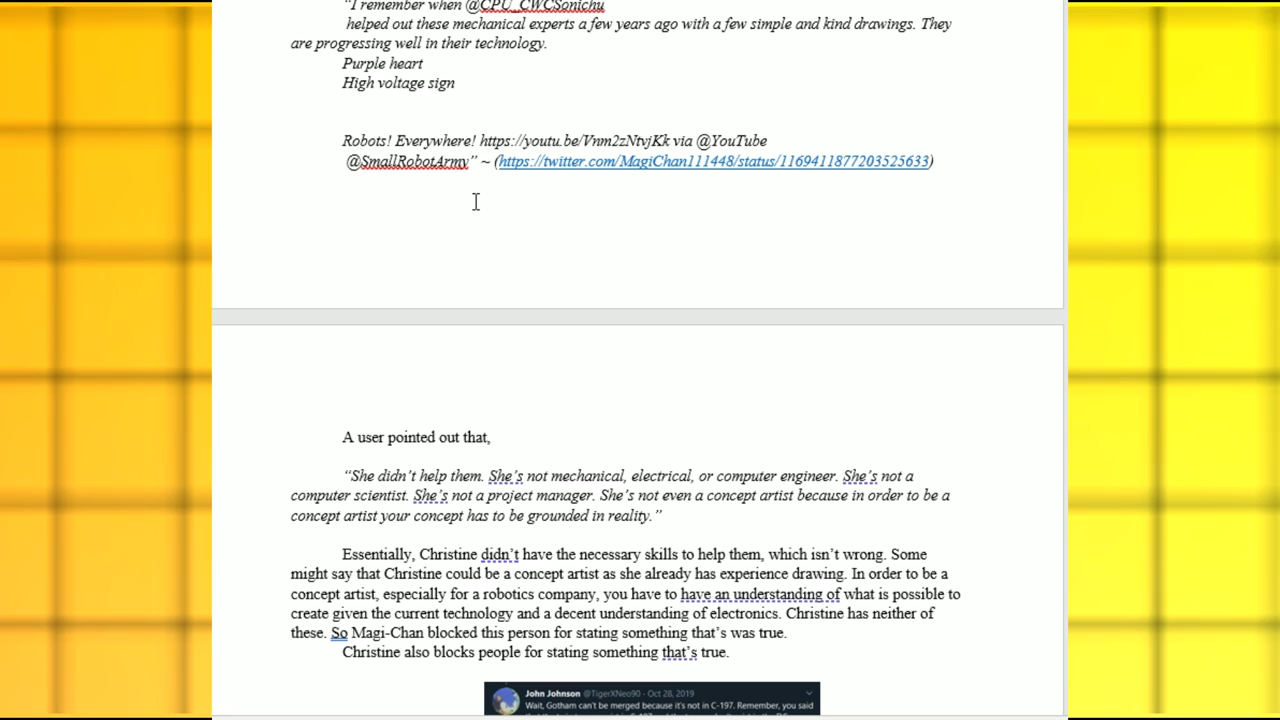 “I remember when @CPU_CWCSonichu
helped out these mechanical experts a few years ago with a few simple and kind drawings. They
are progressing well in their technology.
Purple heart
High voltage sign
Robots! Everywhere! https://youtu.be/Vnm2zNtvjKk via @YouTube
@SmallRobotArmy” ~ (https://twitter.com/MagiChan111448/status/1169411877203525633)
A user pointed out that,
“She didn’t help them. She’s not mechanical, electrical, or computer engineer. She’s not a
computer scientist. She’s not a project manager. She’s not even a concept artist because in order to be a
concept artist your concept has to be grounded in reality.”
Essentially, Christine didn’t have the necessary skills to help them, which isn’t wrong. Some
might say that Christine could be a concept artist as she already has experience drawing. In order to be a
concept artist, especially for a robotics company, you have to have an understanding of what is possible to
create given the current technology and a decent understanding of electronics. Christine has neither of
these. So Magi-Chan blocked this person for stating something that’s was true.
Christine also blocks people for stating something that’s true.
John Johnson @TigerXNeo90 · Oct 28, 2019
Wait, Gotham can't be merged because it's not in C-197. Remember, you said